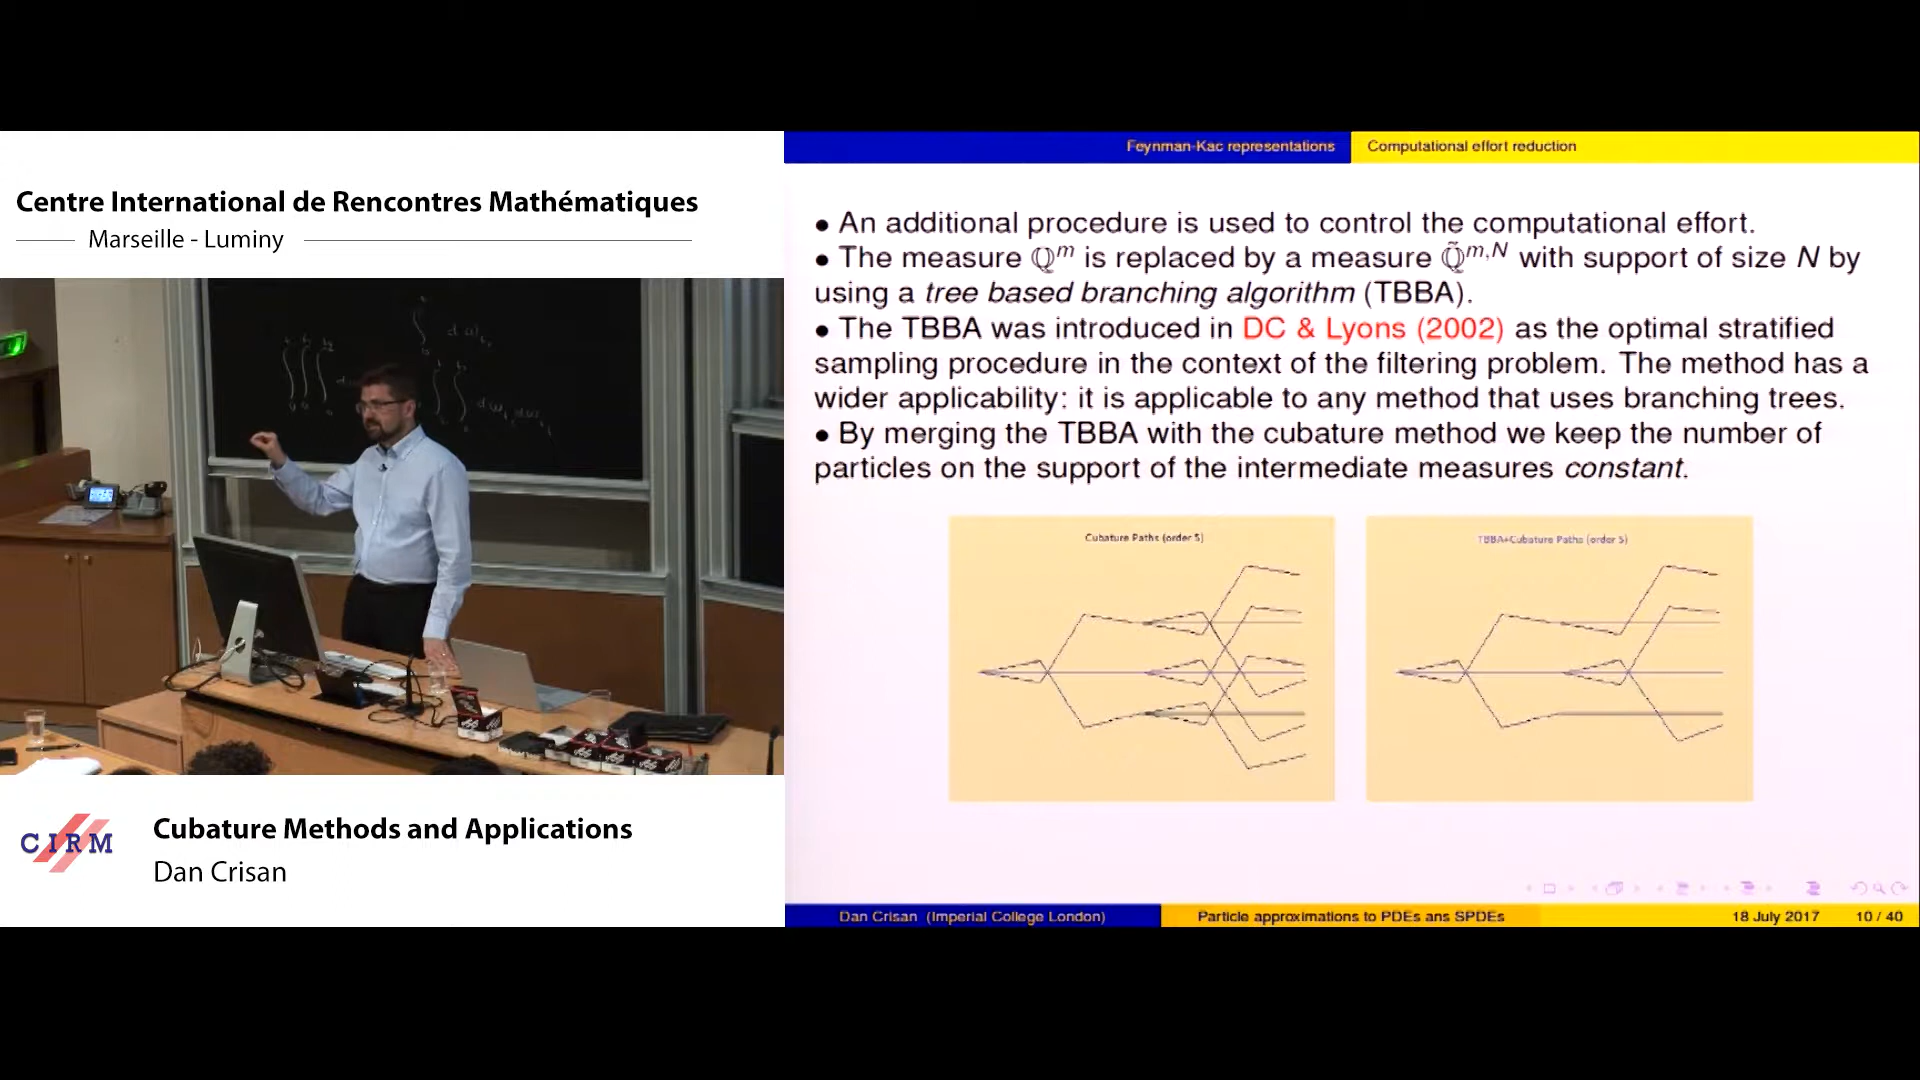 Centre International de Rencontres Mathématiques
Marseille - Luminy
CIRM
Cubature Methods and Applications
Dan Crisan
Feynman-Kac representations
Computational effort reduction
• An additional procedure is used to control the computational effort.
• The measure ℚᵐ is replaced by a measure ℚ̃ᵐ,ᴺ with support of size N by
using a tree based branching algorithm (TBBA).
• The TBBA was introduced in DC & Lyons (2002) as the optimal stratified
sampling procedure in the context of the filtering problem. The method has a
wider applicability: it is applicable to any method that uses branching trees.
• By merging the TBBA with the cubature method we keep the number of
particles on the support of the intermediate measures constant.
Cubature Paths (order 5)
TBBA+Cubature Paths (order 5)
Dan Crisan (Imperial College London)
Particle approximations to PDEs ans SPDEs
18 July 2017
10 / 40